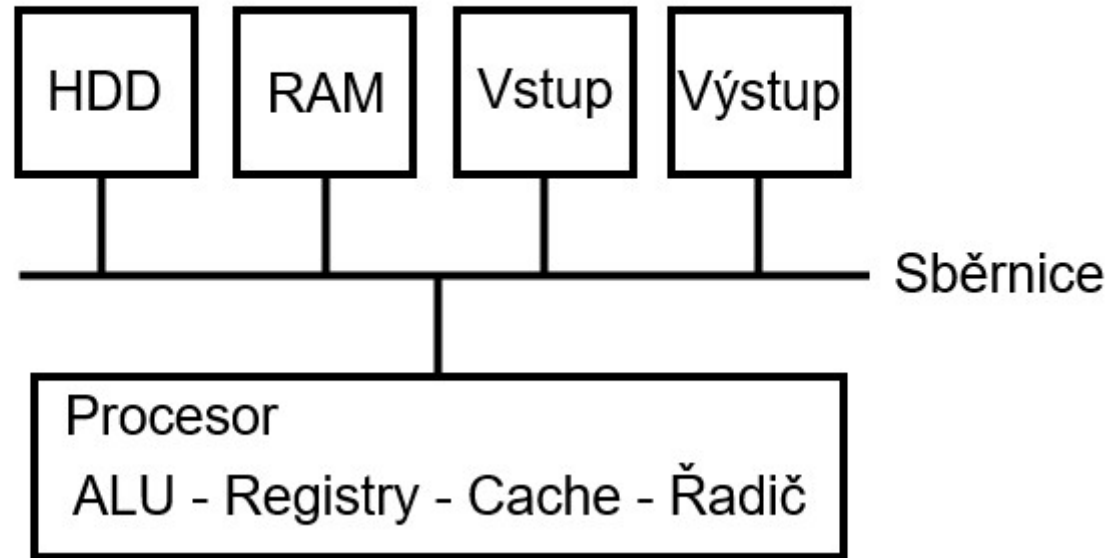 HDD
RAM
Vstup
Výstup
Sběrnice
Procesor
ALU - Registry - Cache - Řadič